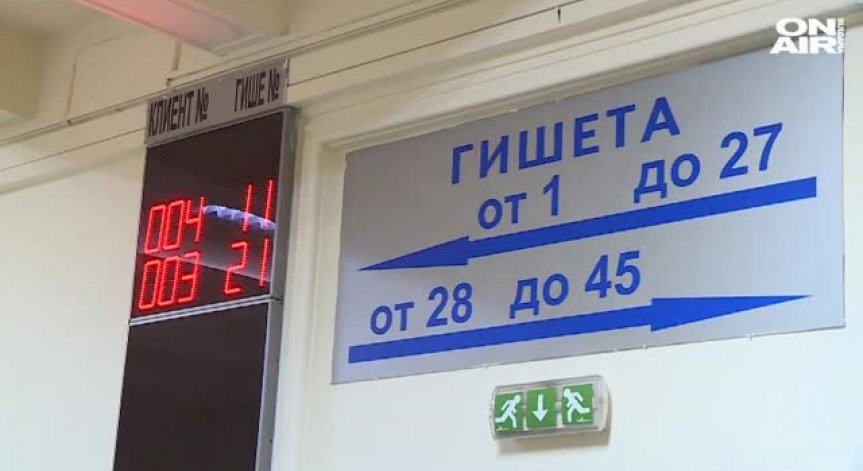 ON
AIR
КЛИЕНТ № ГИШЕ №
004 11
003 21
ГИШЕТА
от 1 до 27
от 28 до 45